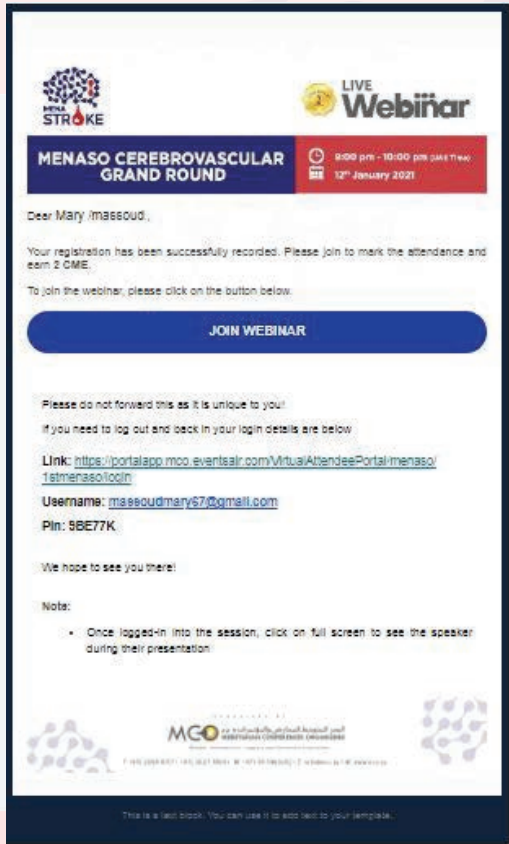 MENA
STROKE
LIVE
Webinar
MENASO CEREBROVASCULAR
GRAND ROUND
9:00 pm - 10:00 pm (UAE Time)
12th January 2021
Dear Mary /massoud,
Your registration has been successfully recorded. Please join to mark the attendance and
earn 2 CME.
To join the webinar, please click on the button below.
JOIN WEBINAR
Please do not forward this as it is unique to you!
If you need to log out and back in your login details are below
Link: https://portalapp.mco.eventsair.com/VirtualAttendeePortal/menaso/
1stmenaso/login
Username: massoudmary67@gmail.com
Pin: 9BE77K
We hope to see you there!
Note:
• Once logged-in into the session, click on full screen to see the speaker
during their presentation
MCO
This is a text block. You can use it to add text to your template.